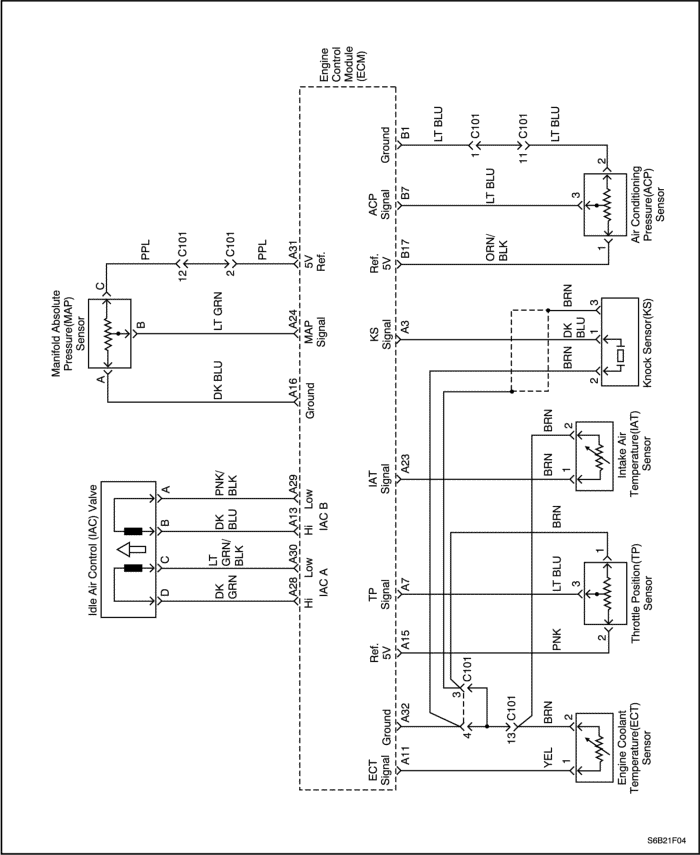 Engine
Control
Module
(ECM)
Manifold Absolute
Pressure(MAP)
Sensor
C
B
A
PPL
12
C101
2
C101
PPL
A31
5V
Ref.
LT GRN
A24
MAP
Signal
DK BLU
A16
Ground
Idle Air Control (IAC) Valve
A
B
C
D
PNK/
BLK
DK
BLU
LT
GRN/
BLK
DK
GRN
A29
A13
A30
A28
Low
Hi
IAC B
Low
Hi
IAC A
Ground
B1
LT BLU
1
C101
11
C101
LT BLU
2
ACP
Signal
B7
LT BLU
3
Ref.
5V
B17
ORN/
BLK
1
Air Conditioning
Pressure(ACP)
Sensor
KS
Signal
A3
BRN
DK
BLU
BRN
3
1
2
Knock Sensor(KS)
IAT
Signal
A23
BRN
BRN
2
1
Intake Air
Temperature(IAT)
Sensor
BRN
1
TP
Signal
A7
LT BLU
3
Ref.
5V
A15
PNK
2
Throttle Position(TP)
Sensor
3
C101
Ground
A32
4
13
C101
BRN
2
ECT
Signal
A11
YEL
1
Engine Coolant
Temperature(ECT)
Sensor
S6B21F04